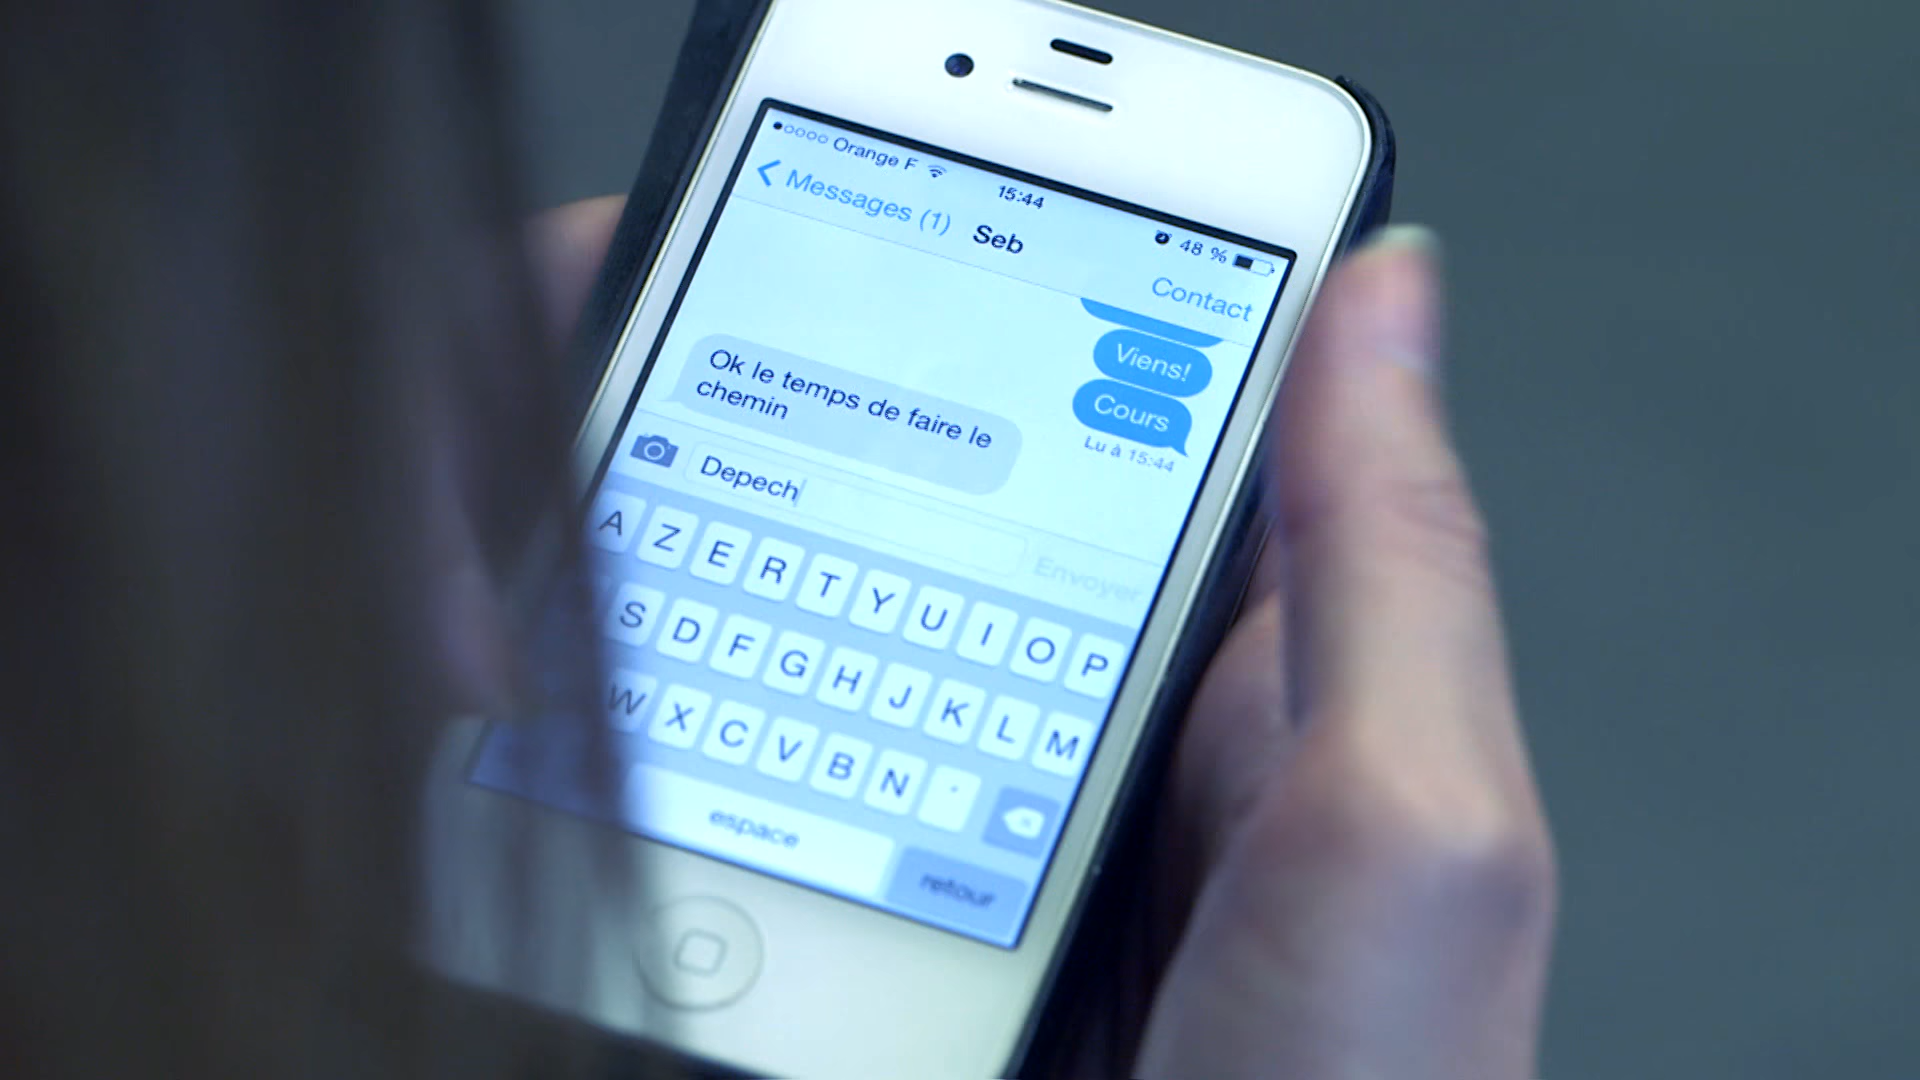 Orange F 15:44 48 %
Messages (1) Seb Contact
Viens!
Cours
Lu à 15:44
Ok le temps de faire le
chemin
Depech
Envoyer
A Z E R T Y U I O P
S D F G H J K L M
W X C V B N '
espace
retour